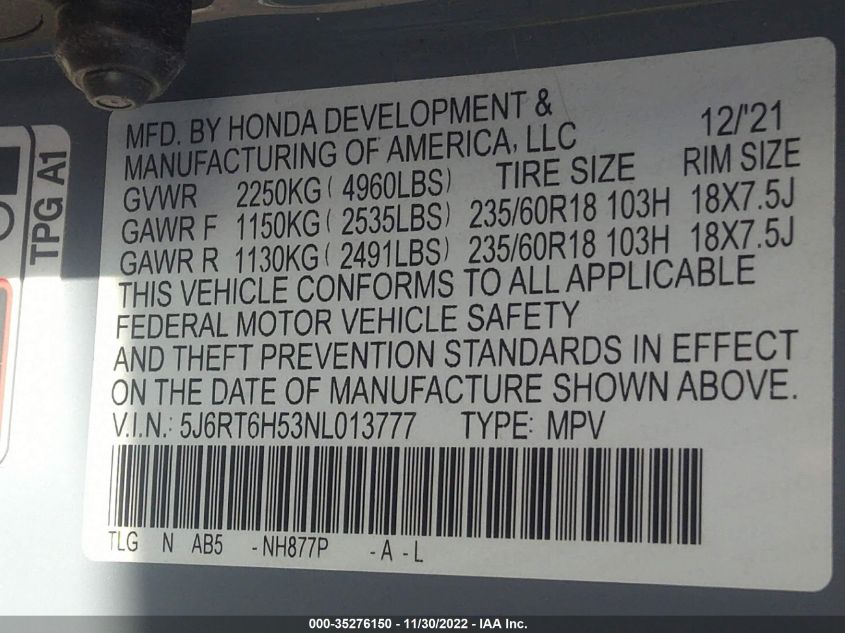 TPG A1
MFD. BY HONDA DEVELOPMENT & 12/'21
MANUFACTURING OF AMERICA, LLC
GVWR 2250KG ( 4960LBS) TIRE SIZE RIM SIZE
GAWR F 1150KG ( 2535LBS) 235/60R18 103H 18X7.5J
GAWR R 1130KG ( 2491LBS) 235/60R18 103H 18X7.5J
THIS VEHICLE CONFORMS TO ALL APPLICABLE
FEDERAL MOTOR VEHICLE SAFETY
AND THEFT PREVENTION STANDARDS IN EFFECT
ON THE DATE OF MANUFACTURE SHOWN ABOVE.
V.I.N.: 5J6RT6H53NL013777 TYPE: MPV
TLG N AB5 - NH877P - A - L
000-35276150 - 11/30/2022 - IAA Inc.